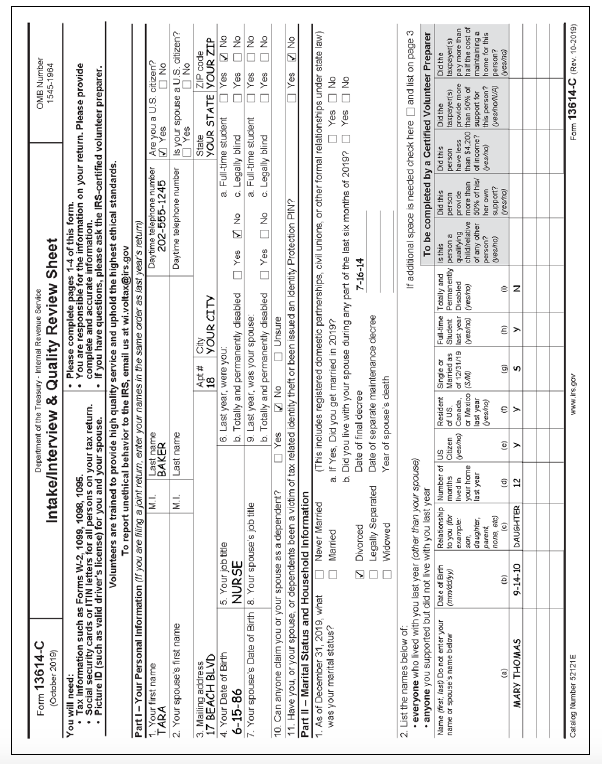 Form 13614-C
(October 2019)
Department of the Treasury - Internal Revenue Service
Intake/Interview & Quality Review Sheet
OMB Number
1545-1964
You will need:
• Tax Information such as Forms W-2, 1099, 1098, 1095.
• Social security cards or ITIN letters for all persons on your tax return.
• Picture ID (such as valid driver's license) for you and your spouse.
• Please complete pages 1-4 of this form.
• You are responsible for the information on your return. Please provide complete and accurate information.
• If you have questions, please ask the IRS-certified volunteer preparer.
Volunteers are trained to provide high quality service and uphold the highest ethical standards.
To report unethical behavior to the IRS, email us at wi.voltax@irs.gov
Part I – Your Personal Information (If you are filing a joint return, enter your names in the same order as last year's return)
1. Your first name
TARA
M.I.
Last name
BAKER
Daytime telephone number
202-555-1245
Are you a U.S. citizen?
☑ Yes ☐ No
2. Your spouse's first name
M.I.
Last name
Daytime telephone number
Is your spouse a U.S. citizen?
☐ Yes ☐ No
3. Mailing address
17 BEACH BLVD
Apt #
18
City
YOUR CITY
State
YOUR STATE
ZIP code
YOUR ZIP
4. Your Date of Birth
6-15-86
5. Your job title
NURSE
6. Last year, were you:
a. Full-time student ☐ Yes ☑ No
b. Totally and permanently disabled ☐ Yes ☑ No
c. Legally blind ☐ Yes ☑ No
7. Your spouse's Date of Birth
8. Your spouse's job title
9. Last year, was your spouse:
a. Full-time student ☐ Yes ☐ No
b. Totally and permanently disabled ☐ Yes ☐ No
c. Legally blind ☐ Yes ☐ No
10. Can anyone claim you or your spouse as a dependent? ☐ Yes ☑ No ☐ Unsure
11. Have you, your spouse, or dependents been a victim of tax related identity theft or been issued an Identity Protection PIN? ☐ Yes ☑ No
Part II – Marital Status and Household Information
1. As of December 31, 2019, what was your marital status?
☐ Never Married (This includes registered domestic partnerships, civil unions, or other formal relationships under state law)
☐ Married a. If Yes, Did you get married in 2019? ☐ Yes ☐ No
b. Did you live with your spouse during any part of the last six months of 2019? ☐ Yes ☐ No
☑ Divorced Date of final decree 7-16-14
☐ Legally Separated Date of separate maintenance decree
☐ Widowed Year of spouse's death
2. List the names below of:
• everyone who lived with you last year (other than your spouse)
• anyone you supported but did not live with you last year
If additional space is needed check here ☐ and list on page 3
To be completed by a Certified Volunteer Preparer
Name (first, last) Do not enter your name or spouse's name below
(a)
Date of Birth (mm/dd/yy)
(b)
Relationship to you (for example: son, daughter, parent, none, etc)
(c)
Number of months lived in your home last year
(d)
US Citizen (yes/no)
(e)
Resident of US, Canada, or Mexico last year (yes/no)
(f)
Single or Married as of 12/31/19 (S/M)
(g)
Full-time Student last year (yes/no)
(h)
Totally and Permanently Disabled (yes/no)
(i)
Is this person a qualifying child/relative of any other person? (yes/no)
Did this person provide more than 50% of his/her own support? (yes/no)
Did this person have less than $4,200 of income? (yes/no)
Did the taxpayer(s) provide more than 50% of support for this person? (yes/no/N/A)
Did the taxpayer(s) pay more than half the cost of maintaining a home for this person? (yes/no)
MARY THOMAS 9-14-10 DAUGHTER 12 Y Y S Y N
Catalog Number 52121E
www.irs.gov
Form 13614-C (Rev. 10-2019)